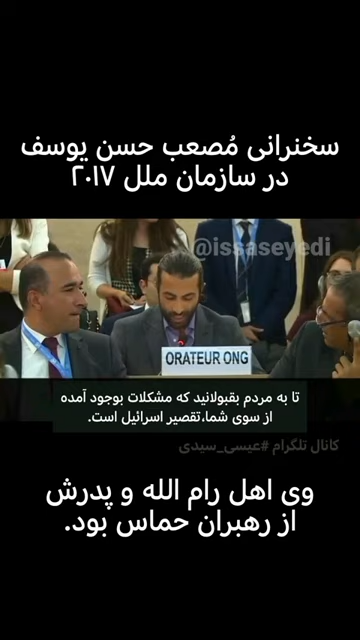 سخنرانی مُصعب حسن یوسف
در سازمان ملل ۲۰۱۷
@issaseyedi
ORATEUR ONG
تا به مردم بقبولانید که مشکلات بوجود آمده
از سوی شما،تقصیر اسرائیل است.
کانال تلگرام #عیسی_سیدی
وی اهل رام الله و پدرش
از رهبران حماس بود.